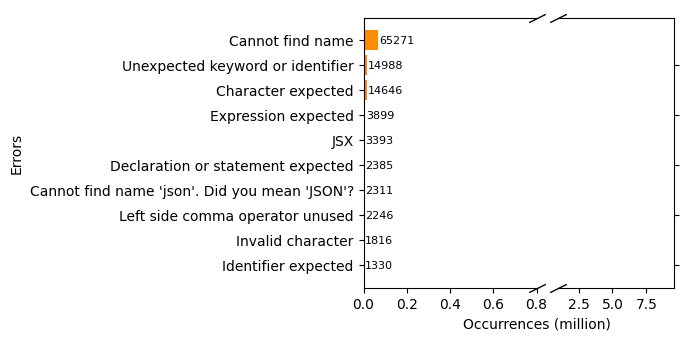 Cannot find name 65271
Unexpected keyword or identifier 14988
Character expected 14646
Expression expected 3899
JSX 3393
Declaration or statement expected 2385
Cannot find name 'json'. Did you mean 'JSON'? 2311
Left side comma operator unused 2246
Invalid character 1816
Identifier expected 1330
Errors
0.0 0.2 0.4 0.6 0.8 2.5 5.0 7.5
Occurrences (million)